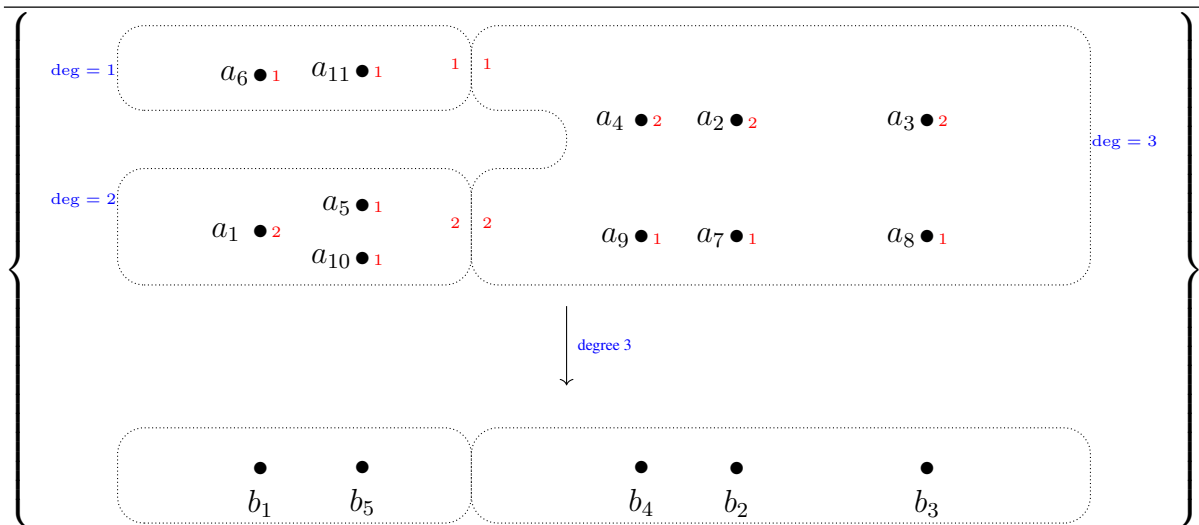 deg = 1
a₆ 1 a₁₁ 1 1 1
a₄ 2 a₂ 2 a₃ 2
deg = 3
deg = 2
a₅ 1
a₁ 2 2 2
a₁₀ 1
a₉ 1 a₇ 1 a₈ 1
degree 3
b₁ b₅ b₄ b₂ b₃